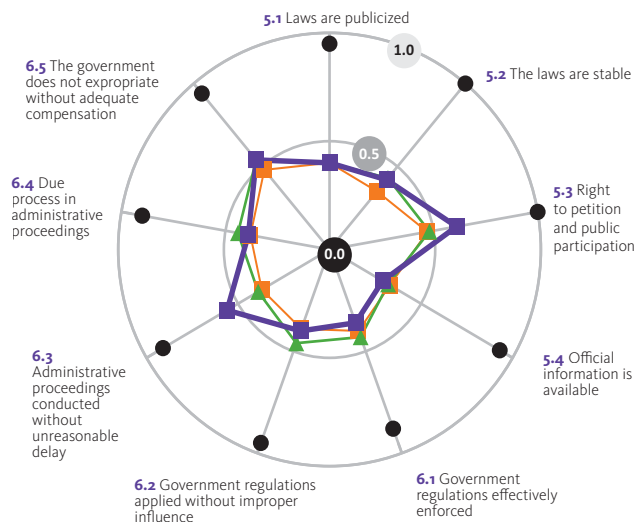 5.1 Laws are publicized
1.0
5.2 The laws are stable
0.5
5.3 Right
to petition
and public
participation
0.0
5.4 Official
information is
available
6.1 Government
regulations effectively
enforced
6.2 Government regulations
applied without improper
influence
6.3
Administrative
proceedings
conducted
without
unreasonable
delay
6.4 Due
process in
administrative
proceedings
6.5 The government
does not expropriate
without adequate
compensation